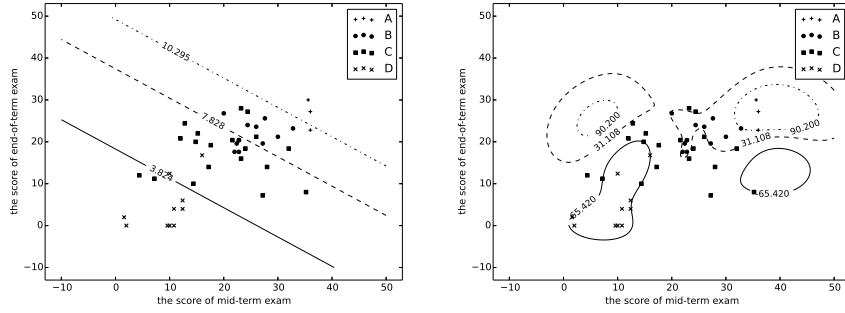 50
40
30
20
10
0
−10
−10 0 10 20 30 40 50
the score of end-of-term exam
the score of mid-term exam
10.295
7.828
3.824
A
B
C
D
50
40
30
20
10
0
−10
−10 0 10 20 30 40 50
the score of end-of-term exam
the score of mid-term exam
90.200
31.108
31.108
90.200
-65.420
-65.420
A
B
C
D